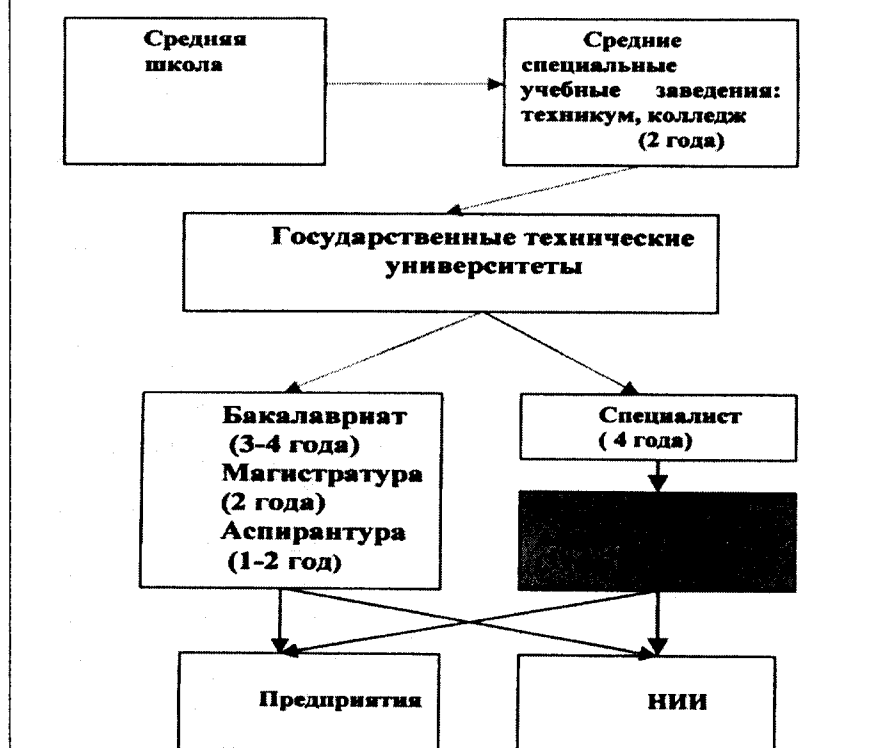 Средняя
школа
Средние
специальные
учебные заведения:
техникум, колледж
(2 года)
Государственные технические
университеты
Бакалавриат
(3-4 года)
Магистратура
(2 года)
Аспирантура
(1-2 год)
Специалист
( 4 года)
Предприятия
НИИ